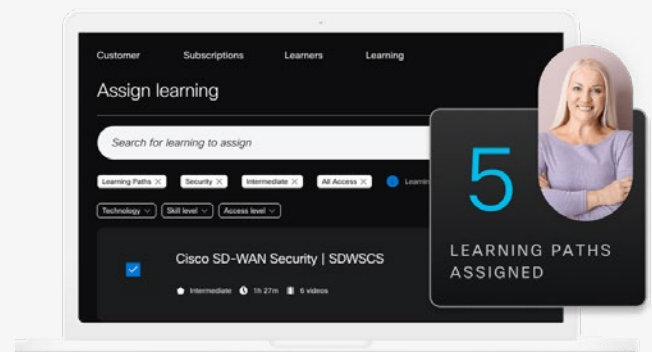 Customer Subscriptions Learners Learning
Assign learning
Search for learning to assign
Learning Paths Security Intermediate All Access Learnin
Technology Skill level Access level
Cisco SD-WAN Security | SDWSCS
Intermediate 1h 27m 6 videos
5
LEARNING PATHS
ASSIGNED